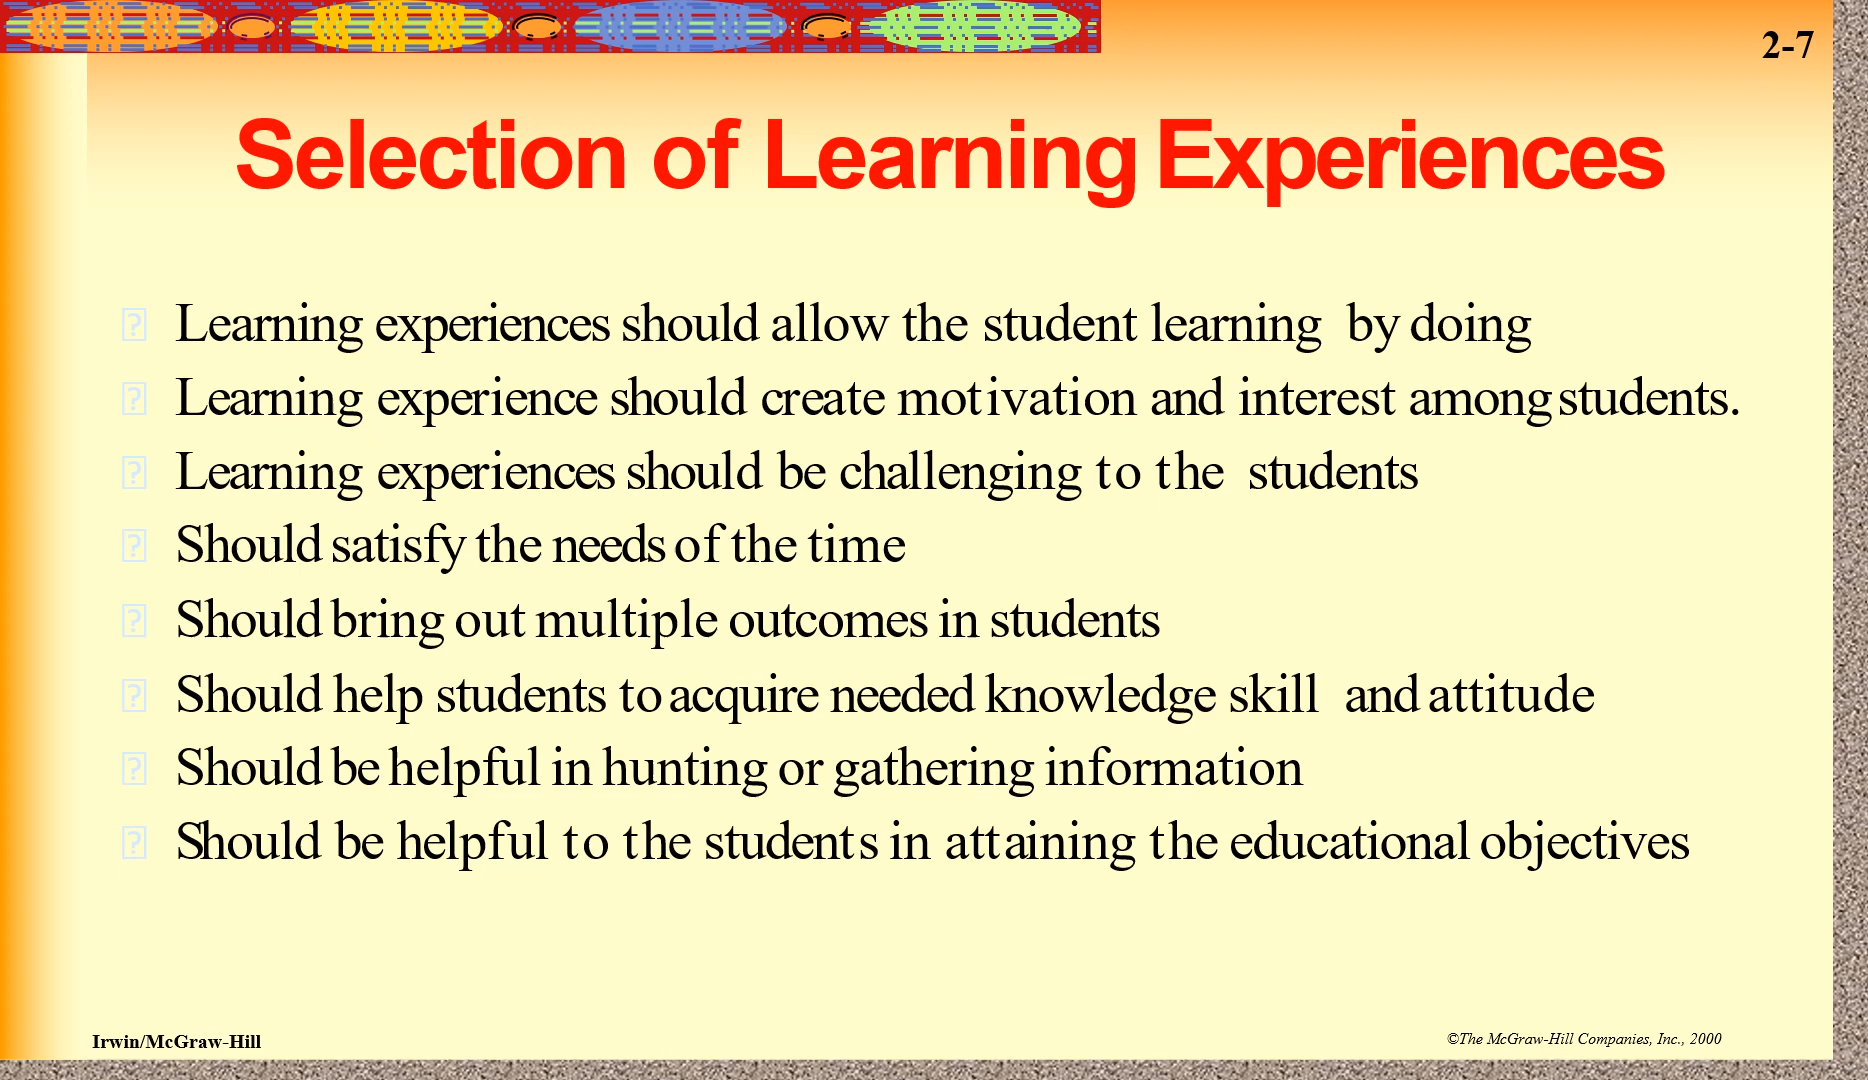 2-7
Selection of Learning Experiences
Learning experiences should allow the student learning by doing
Learning experience should create motivation and interest among students.
Learning experiences should be challenging to the students
Should satisfy the needs of the time
Should bring out multiple outcomes in students
Should help students to acquire needed knowledge skill and attitude
Should be helpful in hunting or gathering information
Should be helpful to the students in attaining the educational objectives
Irwin/McGraw-Hill
©The McGraw-Hill Companies, Inc., 2000